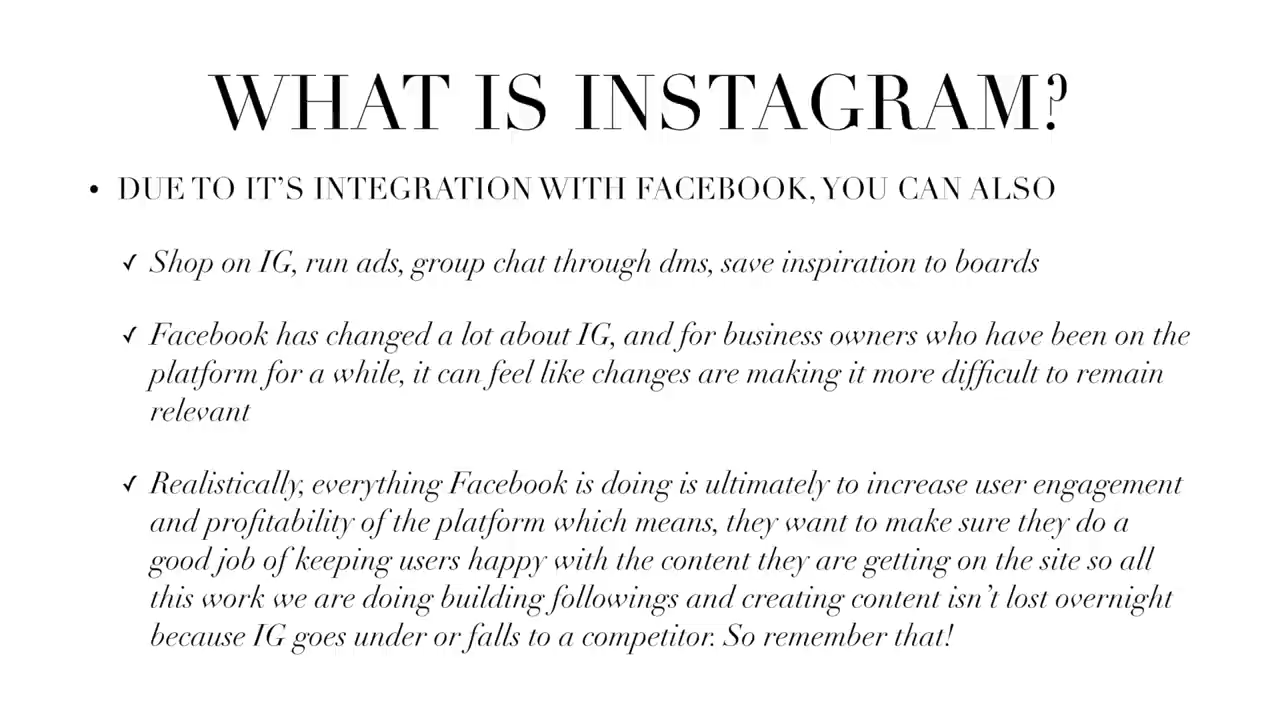 WHAT IS INSTAGRAM?
• DUE TO IT'S INTEGRATION WITH FACEBOOK, YOU CAN ALSO
✓ Shop on IG, run ads, group chat through dms, save inspiration to boards
✓ Facebook has changed a lot about IG, and for business owners who have been on the
platform for a while, it can feel like changes are making it more difficult to remain
relevant
✓ Realistically, everything Facebook is doing is ultimately to increase user engagement
and profitability of the platform which means, they want to make sure they do a
good job of keeping users happy with the content they are getting on the site so all
this work we are doing building followings and creating content isn't lost overnight
because IG goes under or falls to a competitor. So remember that!